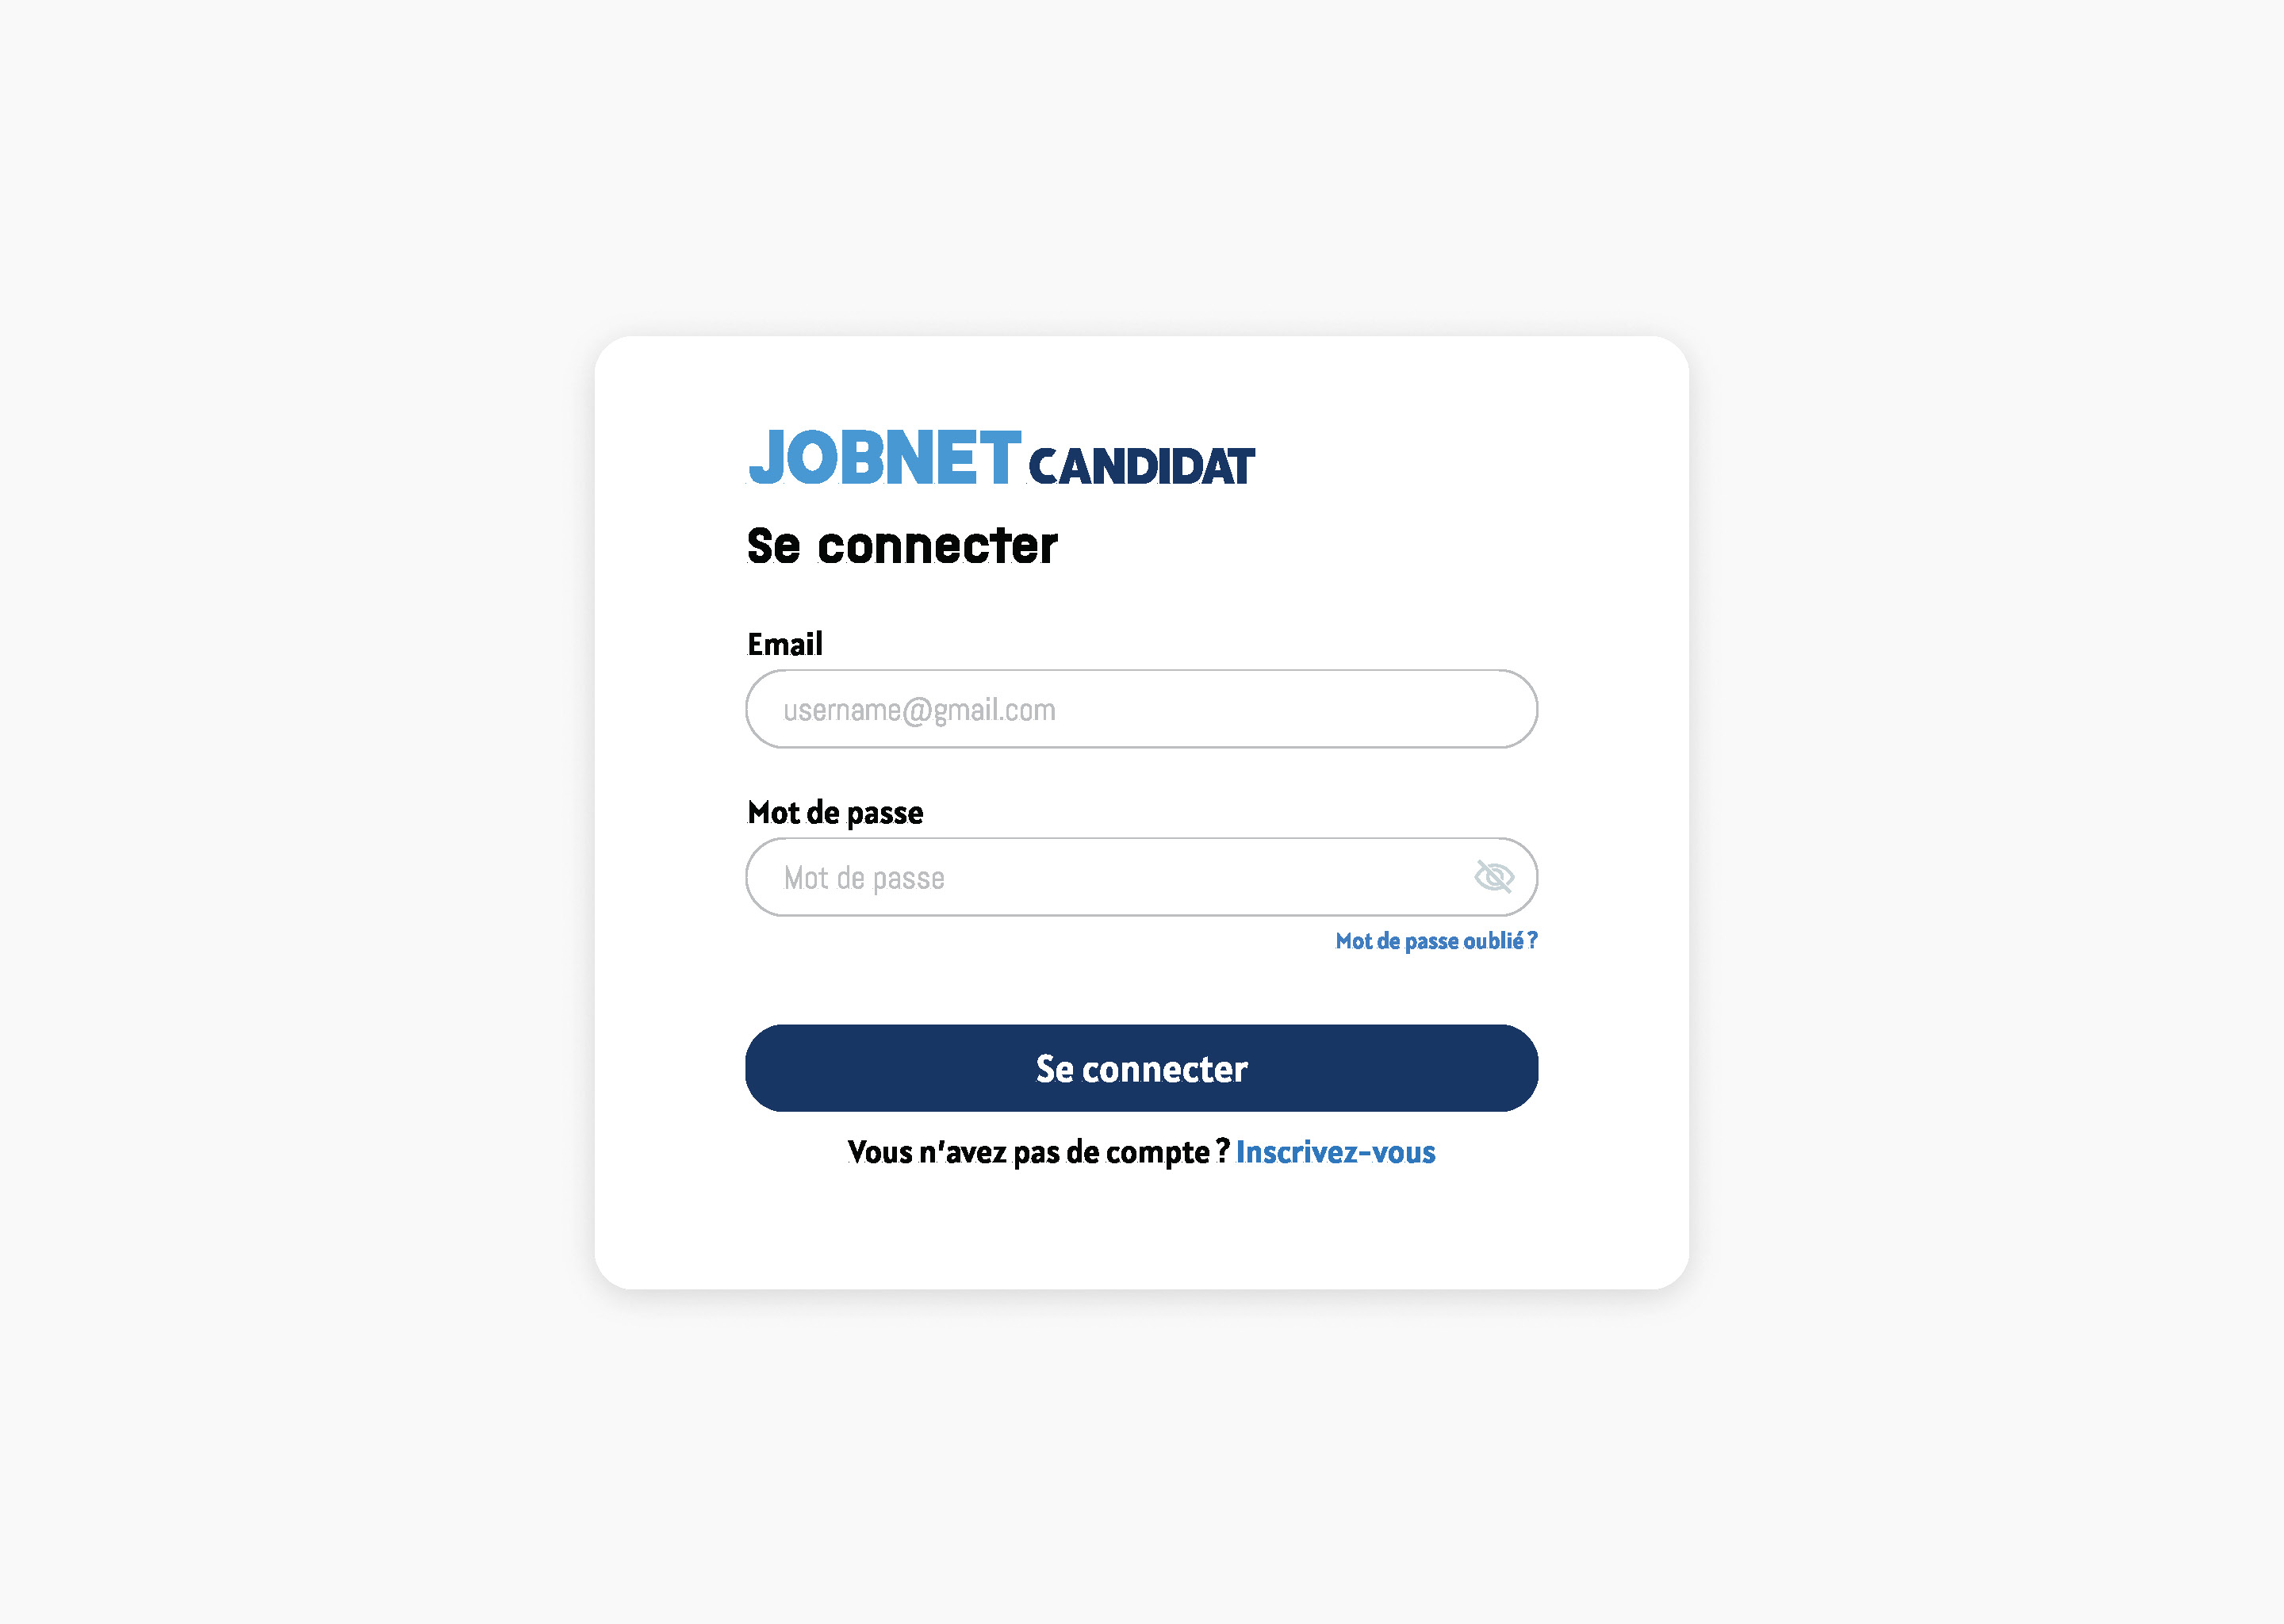 JOBNET CANDIDAT
Se connecter
Email
username@gmail.com
Mot de passe
Mot de passe
Mot de passe oublié ?
Se connecter
Vous n'avez pas de compte ? Inscrivez-vous